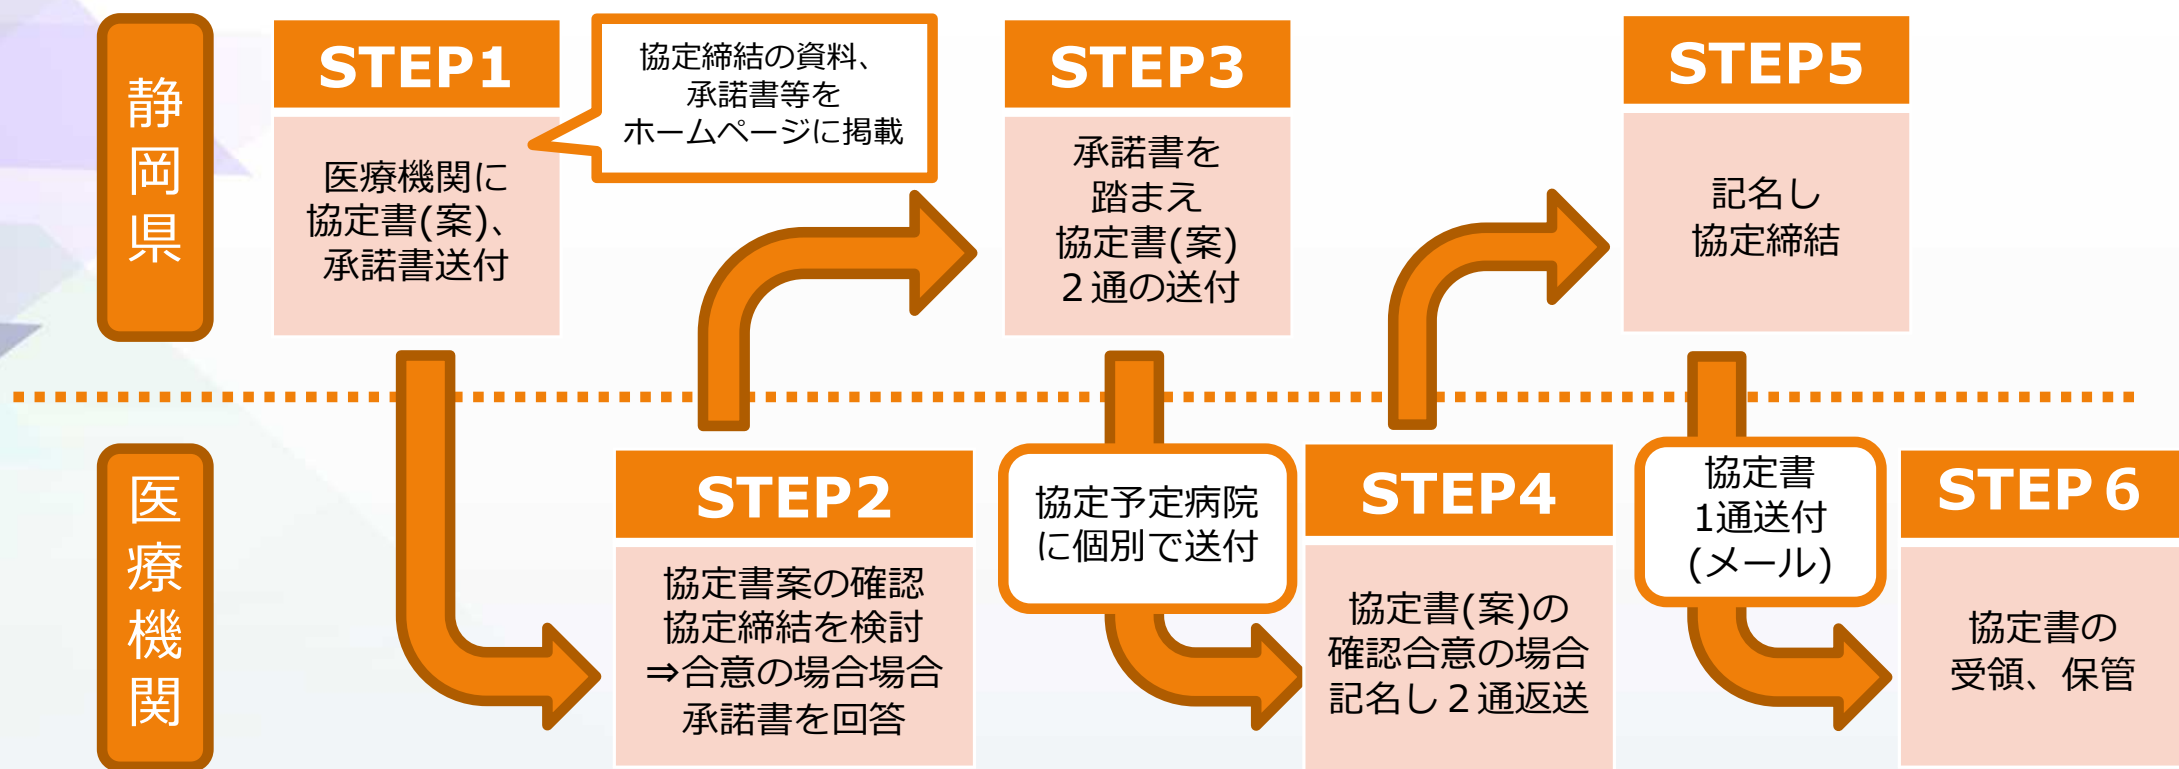 静岡県
STEP1
医療機関に
協定書(案)、
承諾書送付
協定締結の資料、
承諾書等を
ホームページに掲載
STEP3
承諾書を
踏まえ
協定書(案)
２通の送付
STEP5
記名し
協定締結
医療機関
STEP2
協定書案の確認
協定締結を検討
⇒合意の場合場合
承諾書を回答
協定予定病院
に個別で送付
STEP4
協定書(案)の
確認合意の場合
記名し２通返送
協定書
1通送付
(メール)
STEP６
協定書の
受領、保管